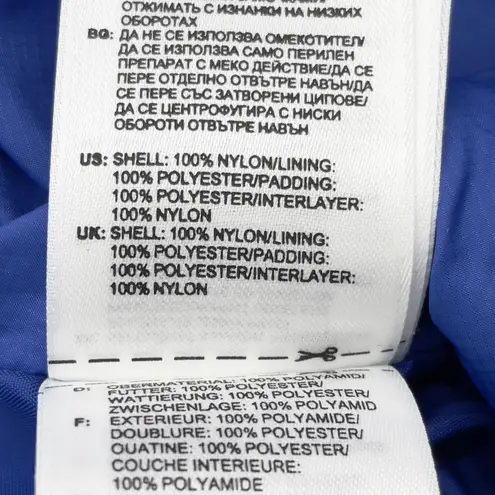 ОТЖИМАТЬ С ИЗНАНКИ НА НИЗКИХ
ОБОРОТАХ
BG: ДА НЕ СЕ ИЗПОЛЗВА ОМЕКОТИТЕЛ/
ДА СЕ ИЗПОЛЗВА САМО ПЕРИЛЕН
ПРЕПАРАТ С МЕКО ДЕЙСТВИЕ/ДА СЕ
ПЕРЕ ОТДЕЛНО ОТВЪТРЕ НАВЪН/ДА
СЕ ПЕРЕ СЪС ЗАТВОРЕНИ ЦИПОВЕ/
ДА СЕ ЦЕНТРОФУГИРА С НИСКИ
ОБОРОТИ ОТВЪТРЕ НАВЪН
US: SHELL: 100% NYLON/LINING:
100% POLYESTER/PADDING:
100% POLYESTER/INTERLAYER:
100% NYLON
UK: SHELL: 100% NYLON/LINING:
100% POLYESTER/PADDING:
100% POLYESTER/INTERLAYER:
100% NYLON
D: OBERMATERIAL: 100% POLYAMID/
FUTTER: 100% POLYESTER/
WATTIERUNG: 100% POLYESTER/
ZWISCHENLAGE: 100% POLYAMID
F: EXTERIEUR: 100% POLYAMIDE/
DOUBLURE: 100% POLYESTER/
OUATINE: 100% POLYESTER/
COUCHE INTERIEURE:
100% POLYAMIDE